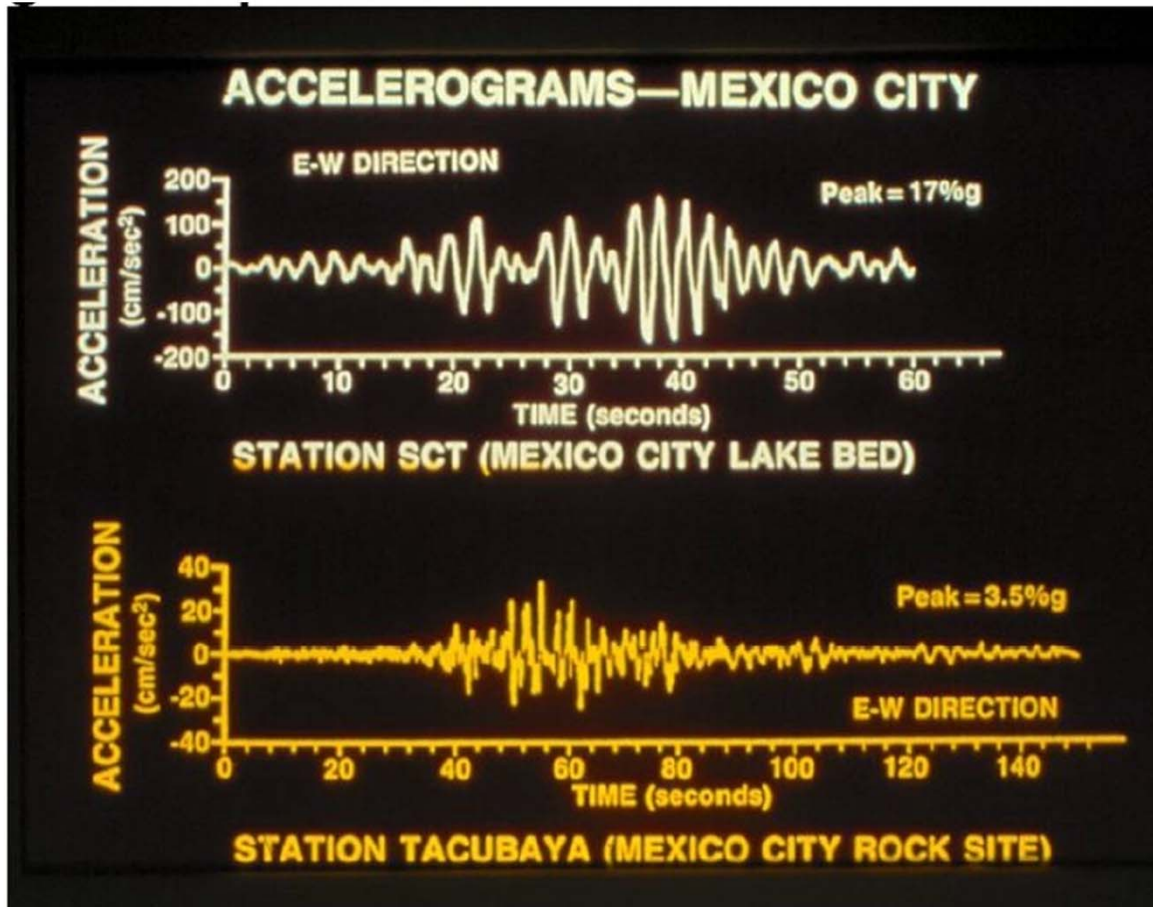 ACCELEROGRAMS—MEXICO CITY
E-W DIRECTION
Peak=17%g
ACCELERATION
(cm/sec²)
200
100
0
-100
-200
0 10 20 30 40 50 60
TIME (seconds)
STATION SCT (MEXICO CITY LAKE BED)
ACCELERATION
(cm/sec²)
40
20
0
-20
-40
Peak=3.5%g
E-W DIRECTION
0 20 40 60 80 100 120 140
TIME (seconds)
STATION TACUBAYA (MEXICO CITY ROCK SITE)